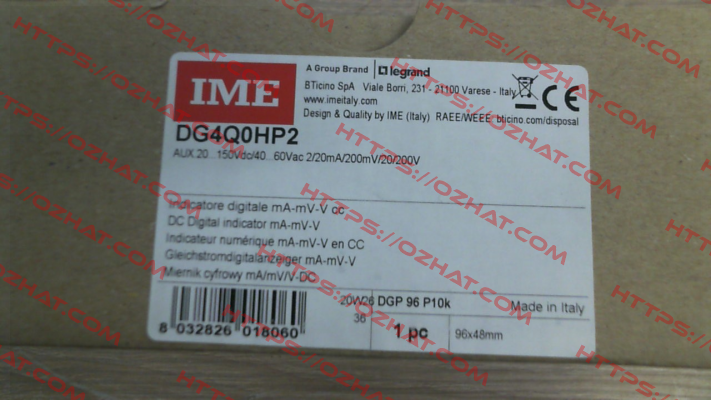 IME
A Group Brand | legrand
BTicino SpA Viale Borri, 231 - 21100 Varese - Italy
www.imeitaly.com
Design & Quality by IME (Italy) RAEE/WEEE bticino.com/disposal
CE
DG4Q0HP2
AUX 20...150Vdc/40...60Vac 2/20mA/200mV/20/200V
Indicatore digitale mA-mV-V cc
DC Digital indicator mA-mV-V
Indicateur numérique mA-mV-V en CC
Gleichstromdigitalanzeiger mA-mV-V
Miernik cyfrowy mA/mV/V-DC
20W26 DGP 96 P10k Made in Italy
36 1 pc 96x48mm
8 032826 018060
HTTPS://OZHAT.COM